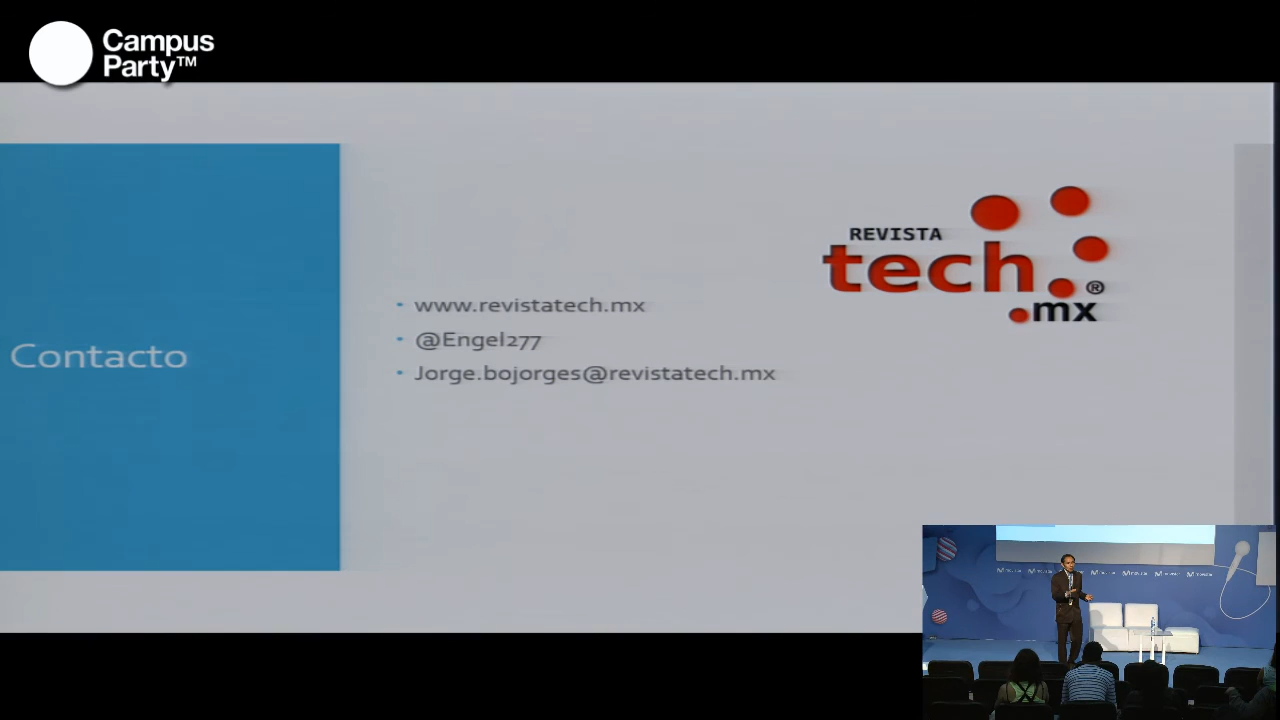 Campus
Party™
REVISTA
tech®
.mx
Contacto
• www.revistatech.mx
• @Engel277
• Jorge.bojorges@revistatech.mx